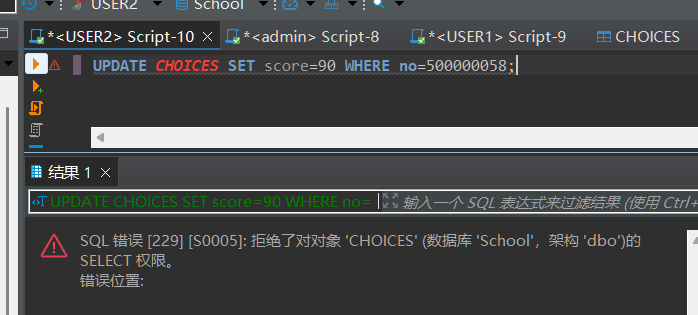 USER2 School
*<USER2> Script-10 *<admin> Script-8 *<USER1> Script-9 CHOICES
UPDATE CHOICES SET score=90 WHERE no=500000058;
结果 1
UPDATE CHOICES SET score=90 WHERE no= 输入一个 SQL 表达式来过滤结果 (使用 Ctrl+
SQL 错误 [229] [S0005]: 拒绝了对对象 'CHOICES' (数据库 'School'，架构 'dbo')的
SELECT 权限。
错误位置: